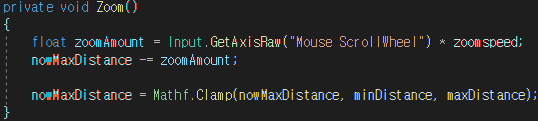 private void Zoom()
{
float zoomAmount = Input.GetAxisRaw("Mouse ScrollWheel") * zoomspeed;
nowMaxDistance -= zoomAmount;
nowMaxDistance = Mathf.Clamp(nowMaxDistance, minDistance, maxDistance);
}